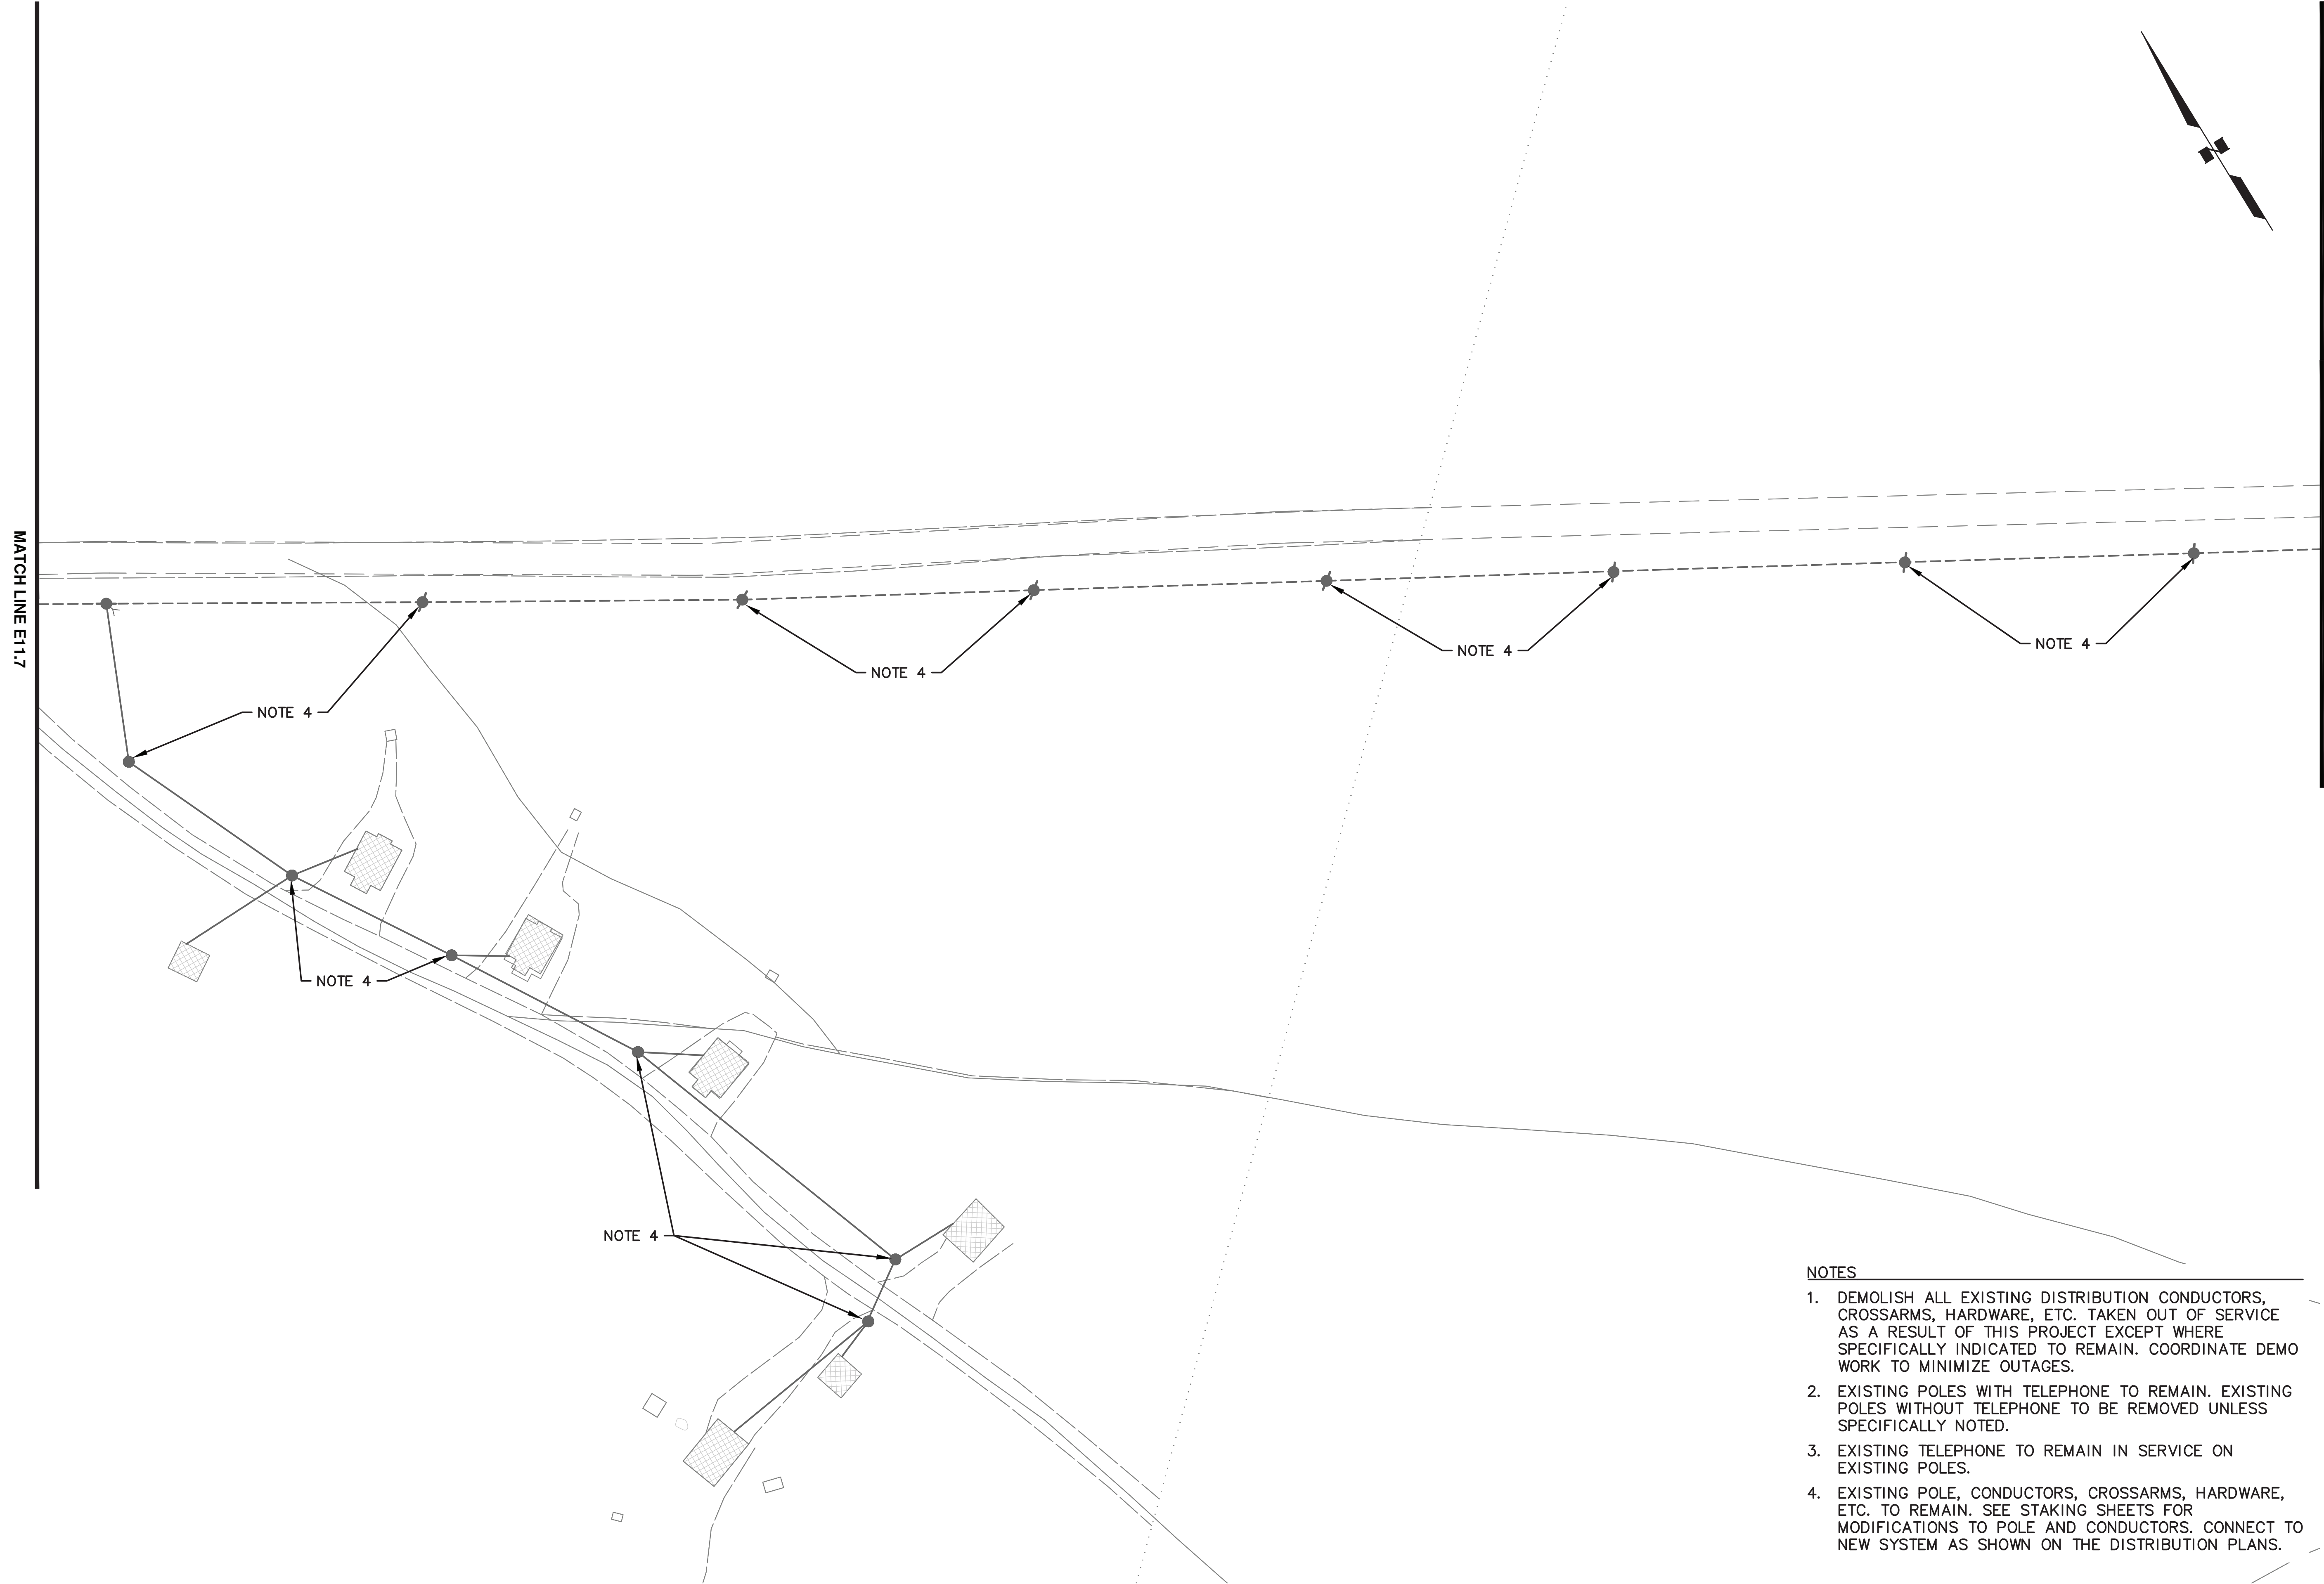 MATCH LINE E11.7
N
NOTE 4
NOTE 4
NOTE 4
NOTE 4
NOTE 4
NOTE 4
NOTES
1. DEMOLISH ALL EXISTING DISTRIBUTION CONDUCTORS,
CROSSARMS, HARDWARE, ETC. TAKEN OUT OF SERVICE
AS A RESULT OF THIS PROJECT EXCEPT WHERE
SPECIFICALLY INDICATED TO REMAIN. COORDINATE DEMO
WORK TO MINIMIZE OUTAGES.
2. EXISTING POLES WITH TELEPHONE TO REMAIN. EXISTING
POLES WITHOUT TELEPHONE TO BE REMOVED UNLESS
SPECIFICALLY NOTED.
3. EXISTING TELEPHONE TO REMAIN IN SERVICE ON
EXISTING POLES.
4. EXISTING POLE, CONDUCTORS, CROSSARMS, HARDWARE,
ETC. TO REMAIN. SEE STAKING SHEETS FOR
MODIFICATIONS TO POLE AND CONDUCTORS. CONNECT TO
NEW SYSTEM AS SHOWN ON THE DISTRIBUTION PLANS.